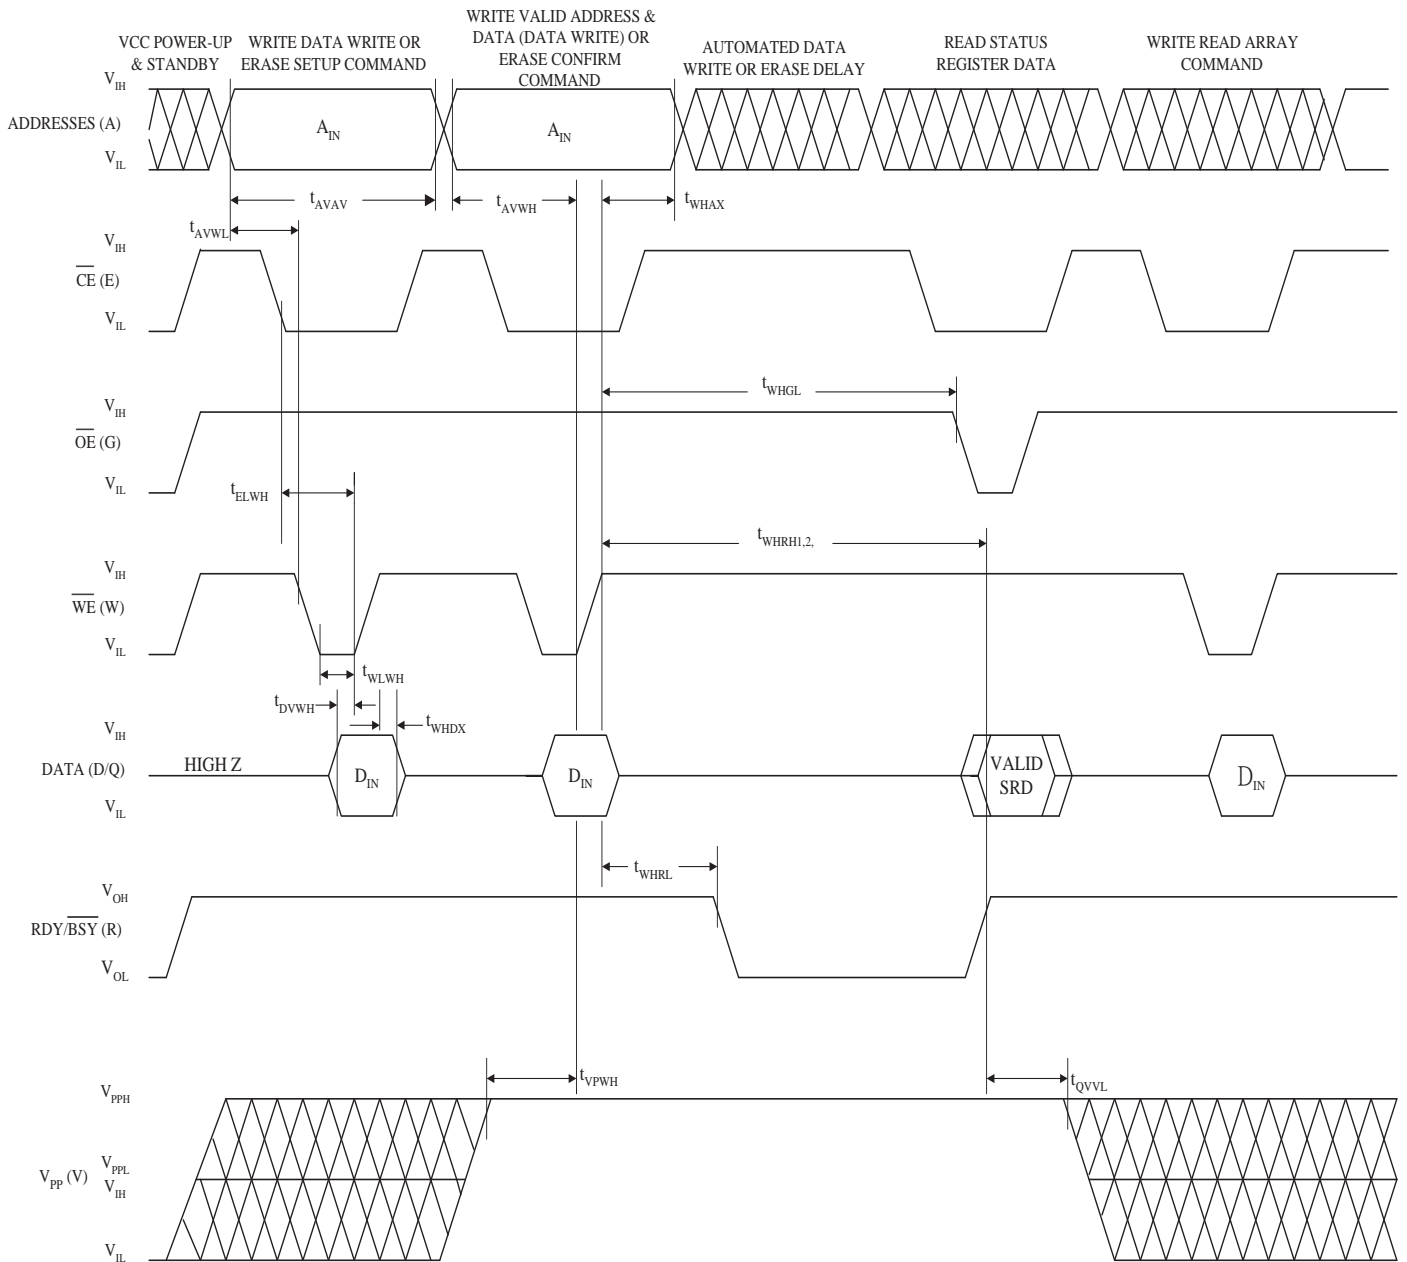 VCC POWER-UP
& STANDBY
WRITE DATA WRITE OR
ERASE SETUP COMMAND
WRITE VALID ADDRESS &
DATA (DATA WRITE) OR
ERASE CONFIRM
COMMAND
AUTOMATED DATA
WRITE OR ERASE DELAY
READ STATUS
REGISTER DATA
WRITE READ ARRAY
COMMAND
VIH
ADDRESSES (A)
VIL
AIN
AIN
tAVAV
tAVWH
tWHAX
tAVWL
VIH
CE (E)
VIL
tWHGL
VIH
OE (G)
VIL
tELWH
tWHRH1,2,
VIH
WE (W)
VIL
tWLWH
tDVWH
tWHDX
VIH
DATA (D/Q)
VIL
HIGH Z
DIN
DIN
VALID
SRD
DIN
tWHRL
VOH
RDY/BSY (R)
VOL
tVPWH
tQVVL
VPPH
VPP (V)
VPPL
VIH
VIL